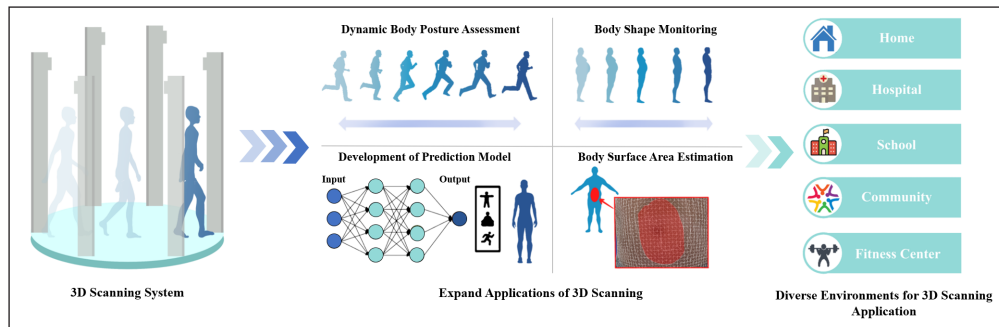 Dynamic Body Posture Assessment
Body Shape Monitoring
Development of Prediction Model
Input
Output
Body Surface Area Estimation
Home
Hospital
School
Community
Fitness Center
3D Scanning System
Expand Applications of 3D Scanning
Diverse Environments for 3D Scanning
Application